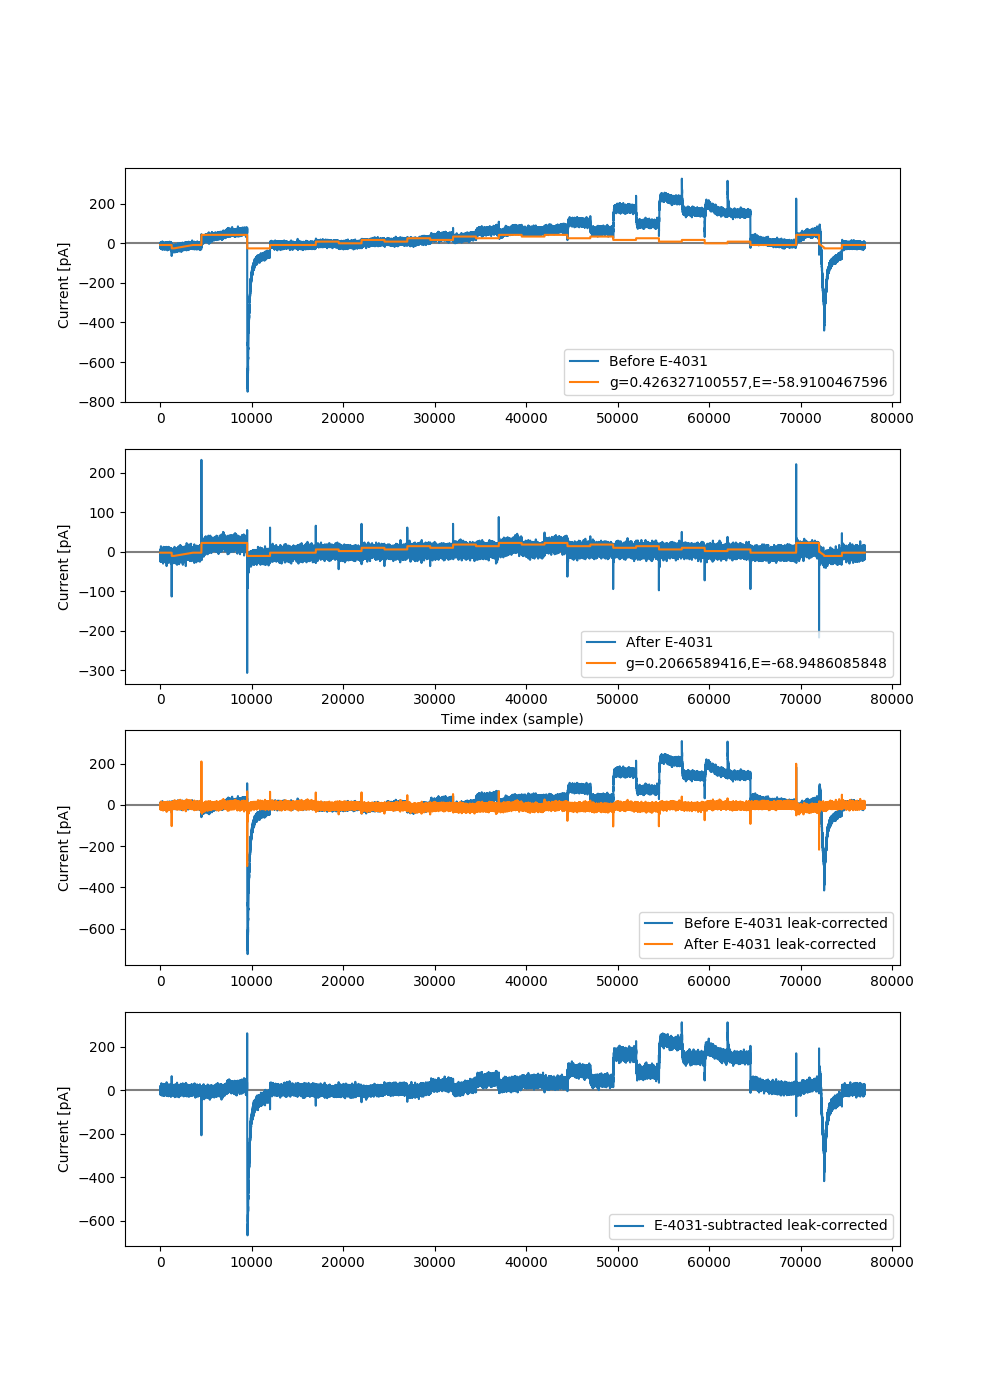 200
0
−200
−400
−600
−800
Current [pA]
Before E-4031
g=0.426327100557,E=-58.9100467596
0 10000 20000 30000 40000 50000 60000 70000 80000
200
100
0
−100
−200
−300
Current [pA]
After E-4031
g=0.2066589416,E=-68.9486085848
0 10000 20000 30000 40000 50000 60000 70000 80000
Time index (sample)
200
0
−200
−400
−600
Current [pA]
Before E-4031 leak-corrected
After E-4031 leak-corrected
0 10000 20000 30000 40000 50000 60000 70000 80000
200
0
−200
−400
−600
Current [pA]
E-4031-subtracted leak-corrected
0 10000 20000 30000 40000 50000 60000 70000 80000